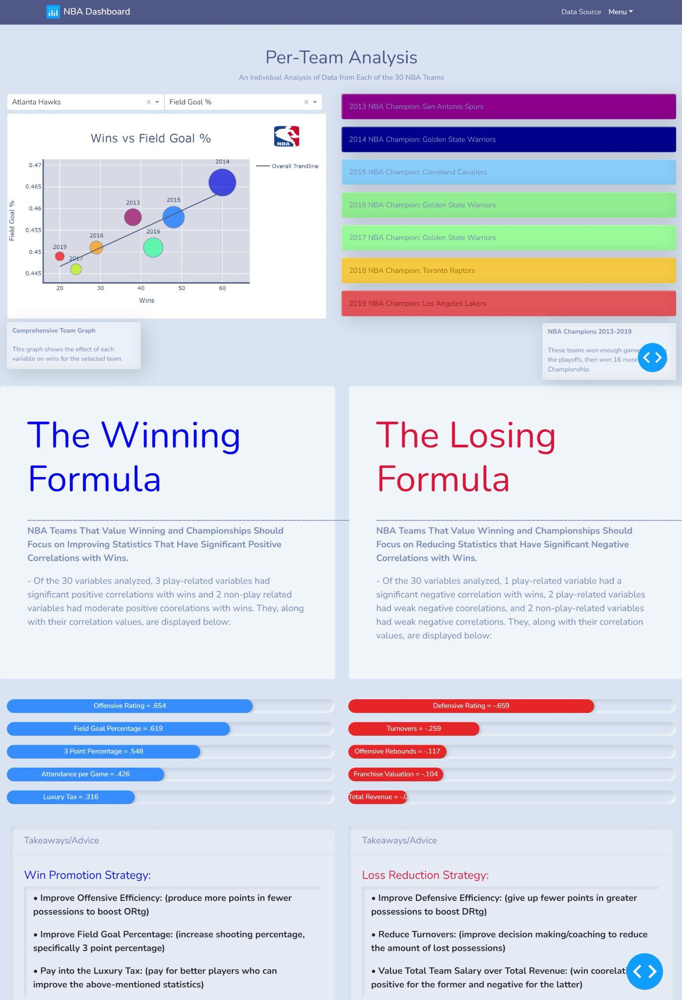 NBA Dashboard
Data Source Menu
Per-Team Analysis
An Individual Analysis of Data from Each of the 30 NBA Teams
Atlanta Hawks
Field Goal %
Wins vs Field Goal %
NBA
Overall Trendline
0.47
0.465
0.46
0.455
0.45
0.445
Field Goal %
2014
2013
2015
2016
2018
2019
2017
20 30 40 50 60
Wins
2013 NBA Champion: San Antonio Spurs
2014 NBA Champion: Golden State Warriors
2015 NBA Champion: Cleveland Cavaliers
2016 NBA Champion: Golden State Warriors
2017 NBA Champion: Golden State Warriors
2018 NBA Champion: Toronto Raptors
2019 NBA Champion: Los Angeles Lakers
Comprehensive Team Graph
This graph shows the effect of each
variable on wins for the selected team.
NBA Champions 2013-2019
These teams won enough
the playoffs, then won 16 more
Championship.
The Winning
Formula
NBA Teams That Value Winning and Championships Should
Focus on Improving Statistics That Have Significant Positive
Correlations with Wins.
- Of the 30 variables analyzed, 3 play-related variables had
significant positive correlations with wins and 2 non-play related
variables had moderate positive coorelations with wins. They, along
with their correlation values, are displayed below:
The Losing
Formula
NBA Teams That Value Winning and Championships Should
Focus on Reducing Statistics that Have Significant Negative
Correlations with Wins.
- Of the 30 variables analyzed, 1 play-related variable had a
significant negative correlation with wins, 2 play-related variables
had weak negative coorelations, and 2 non-play-related variables
had weak negative correlations. They, along with their correlation
values, are displayed below:
Offensive Rating = .654
Field Goal Percentage = .619
3 Point Percentage = .548
Attendance per Game = .426
Luxury Tax = .316
Defensive Rating = -.659
Turnovers = -.259
Offensive Rebounds = -.117
Franchise Valuation = -.104
Total Revenue = -.0
Takeaways/Advice
Win Promotion Strategy:
• Improve Offensive Efficiency: (produce more points in fewer
possessions to boost ORtg)
• Improve Field Goal Percentage: (increase shooting percentage,
specifically 3 point percentage)
• Pay into the Luxury Tax: (pay for better players who can
improve the above-mentioned statistics)
Takeaways/Advice
Loss Reduction Strategy:
• Improve Defensive Efficiency: (give up fewer points in greater
possessions to boost DRtg)
• Reduce Turnovers: (improve decision making/coaching to reduce
the amount of lost possessions)
• Value Total Team Salary over Total Revenue: (win
positive for the former and negative for the latter)